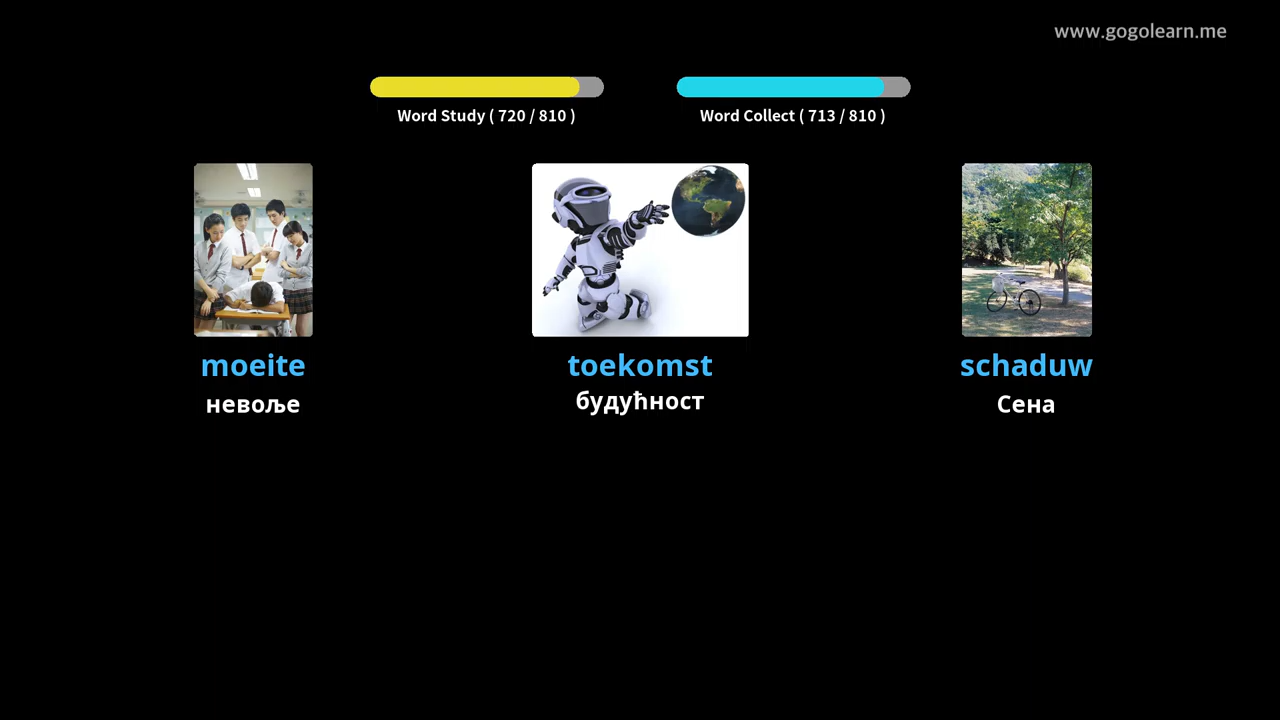 www.gogolearn.me
Word Study ( 720 / 810 )
Word Collect ( 713 / 810 )
moeite
невоље
toekomst
будућност
schaduw
Сена